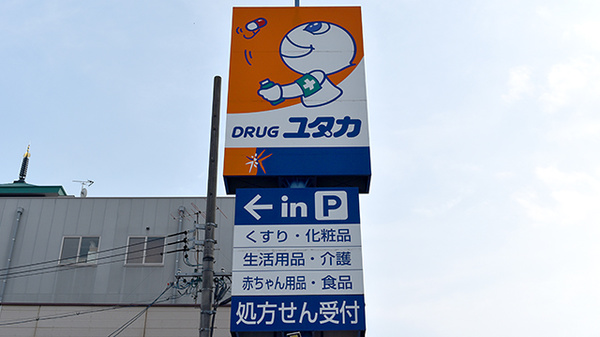 DRUG ユタカ
← in P
くすり・化粧品
生活用品・介護
赤ちゃん用品・食品
処方せん受付